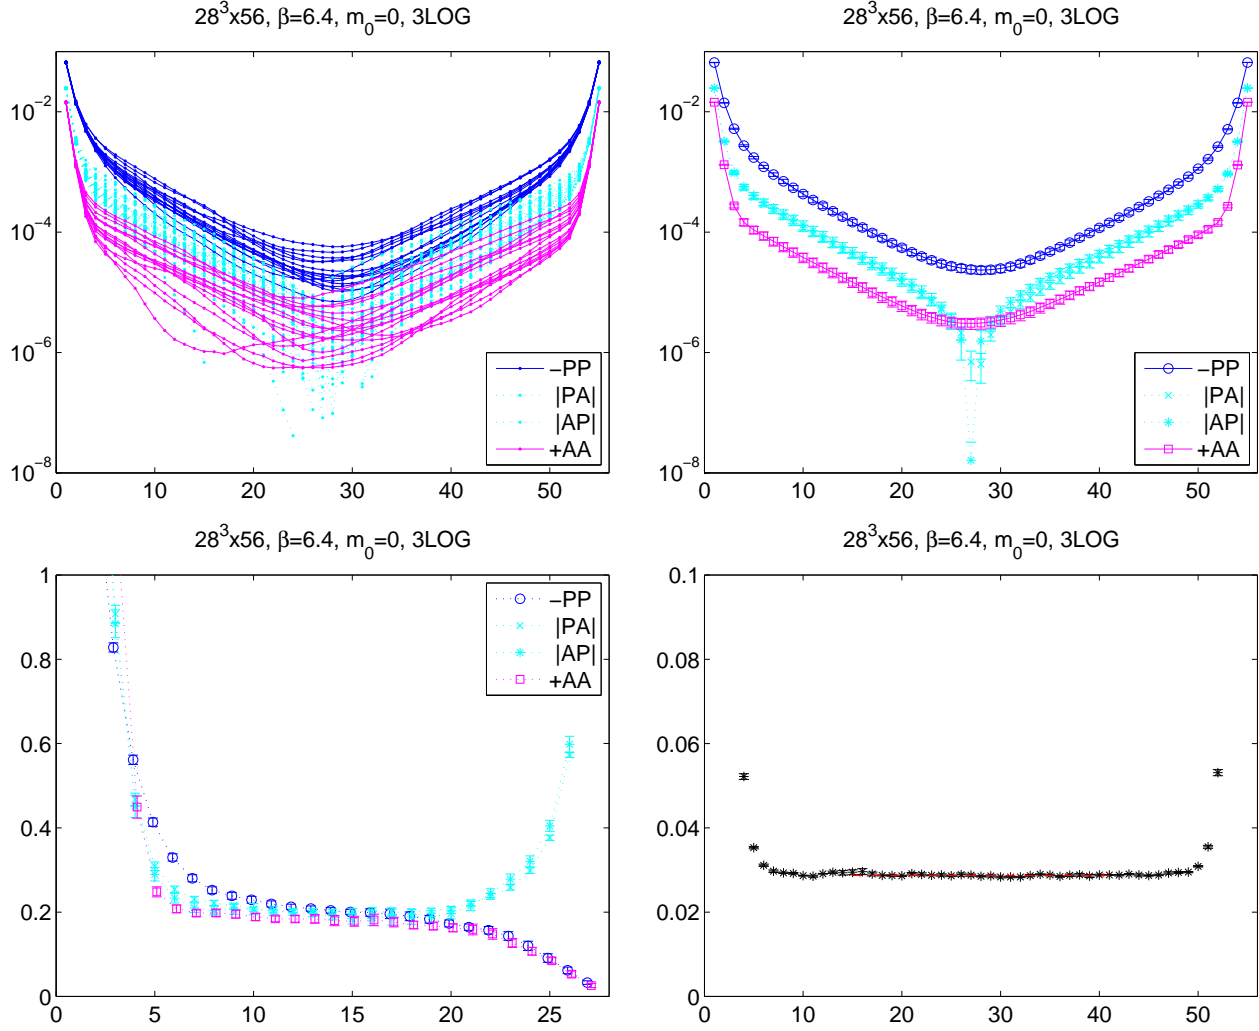 28³x56, β=6.4, m₀=0, 3LOG
10⁻²
10⁻⁴
10⁻⁶
10⁻⁸
0 10 20 30 40 50
−PP
|PA|
|AP|
+AA
28³x56, β=6.4, m₀=0, 3LOG
10⁻²
10⁻⁴
10⁻⁶
10⁻⁸
0 10 20 30 40 50
−PP
|PA|
|AP|
+AA
28³x56, β=6.4, m₀=0, 3LOG
1
0.8
0.6
0.4
0.2
0
0 5 10 15 20 25
−PP
|PA|
|AP|
+AA
28³x56, β=6.4, m₀=0, 3LOG
0.1
0.08
0.06
0.04
0.02
0
0 10 20 30 40 50